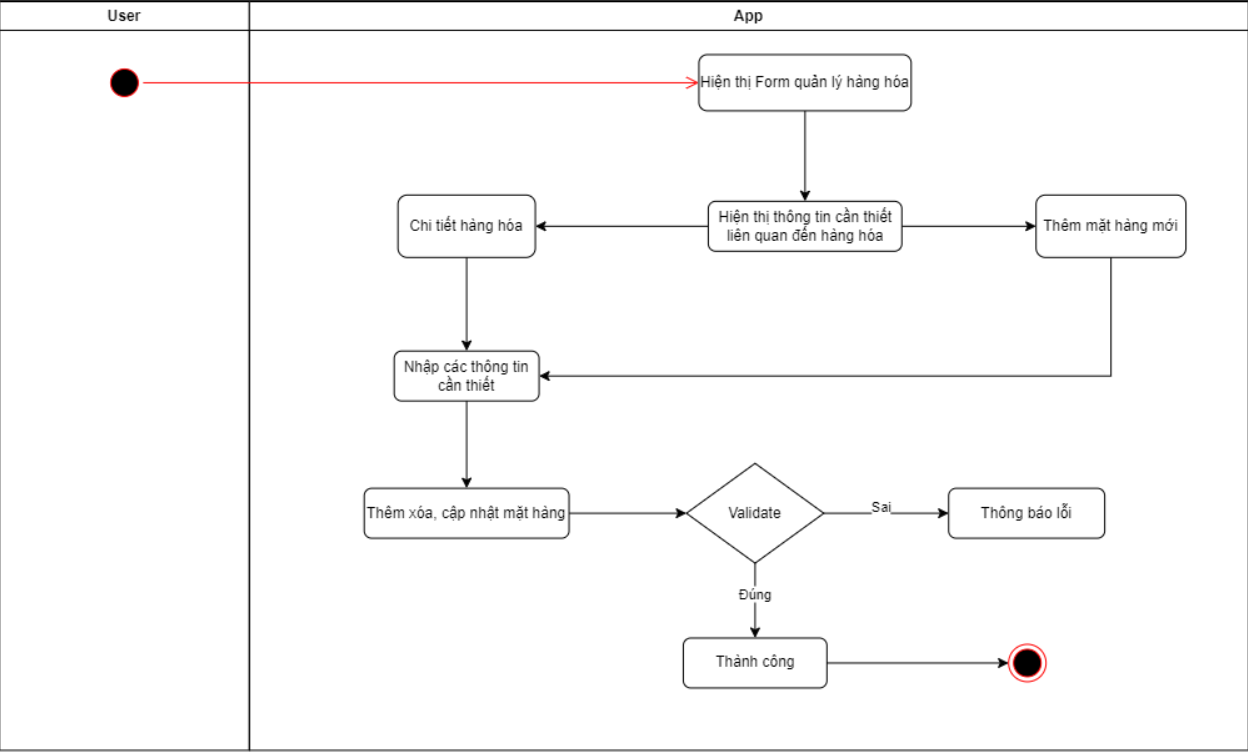 User
App
Hiện thị Form quản lý hàng hóa
Chi tiết hàng hóa
Hiện thị thông tin cần thiết
liên quan đến hàng hóa
Thêm mặt hàng mới
Nhập các thông tin
cần thiết
Thêm xóa, cập nhật mặt hàng
Validate
Sai
Thông báo lỗi
Đúng
Thành công